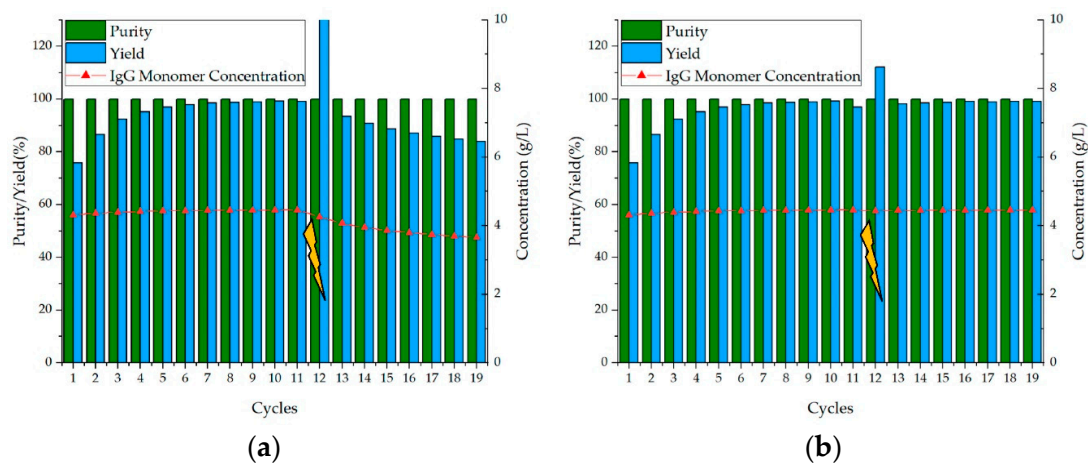 Purity
Yield
IgG Monomer Concentration
Purity/Yield(%)
120
100
80
60
40
20
0
10
8
6
4
2
0
Concentration (g/L)
1 2 3 4 5 6 7 8 9 10 11 12 13 14 15 16 17 18 19
Cycles
(a)
Purity
Yield
IgG Monomer Concentration
Purity/Yield(%)
120
100
80
60
40
20
0
10
8
6
4
2
0
Concentration (g/L)
1 2 3 4 5 6 7 8 9 10 11 12 13 14 15 16 17 18 19
Cycles
(b)